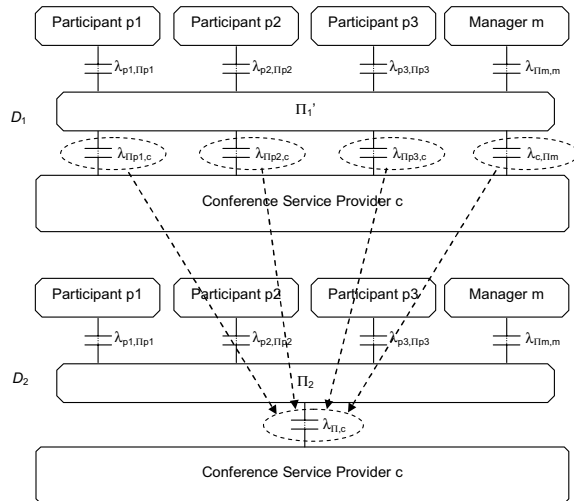 Participant p1 Participant p2 Participant p3 Manager m
λp1,Πp1 λp2,Πp2 λp3,Πp3 λΠm,m
D1
Π1'
λΠp1,c λΠp2,c λΠp3,c λc,Πm
Conference Service Provider c
Participant p1 Participant p2 Participant p3 Manager m
λp1,Πp1 λp2,Πp2 λp3,Πp3 λΠm,m
D2
Π2
λΠ,c
Conference Service Provider c